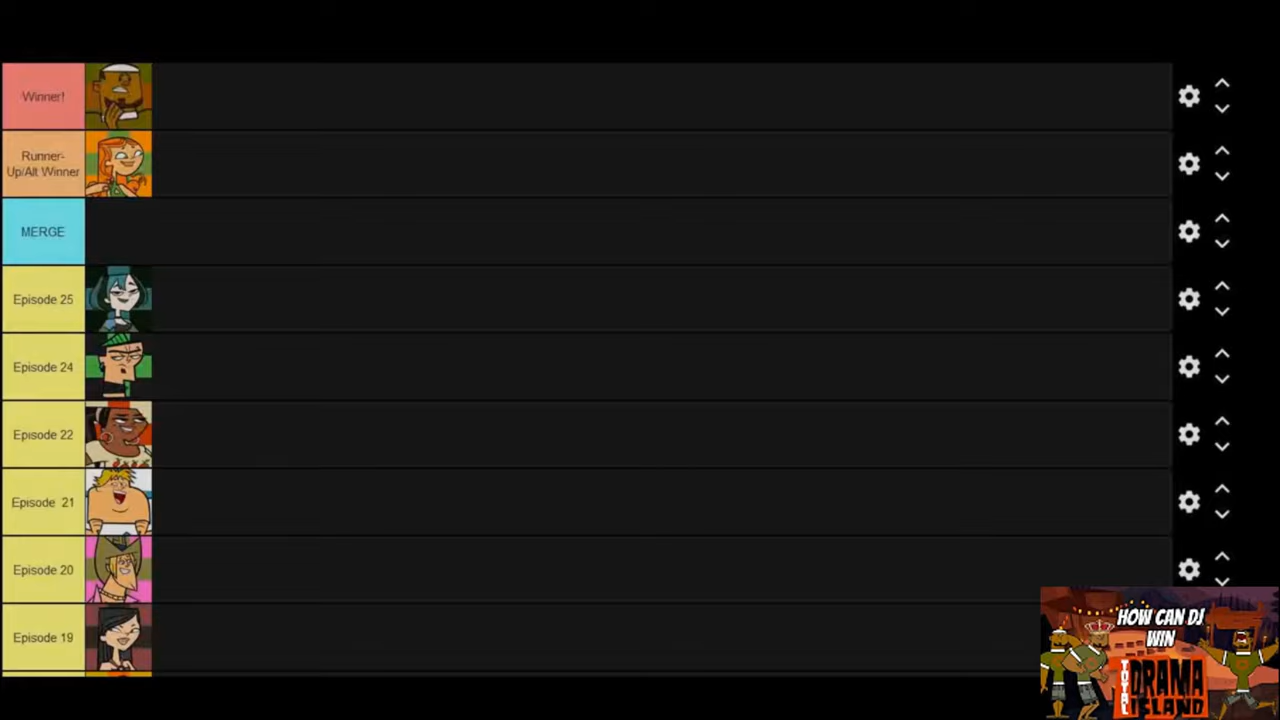 Winner!
Runner-
Up/Alt Winner
MERGE
Episode 25
Episode 24
Episode 22
Episode 21
Episode 20
Episode 19
HOW CAN DJ
WIN
TOTAL
DRAMA
ISLAND